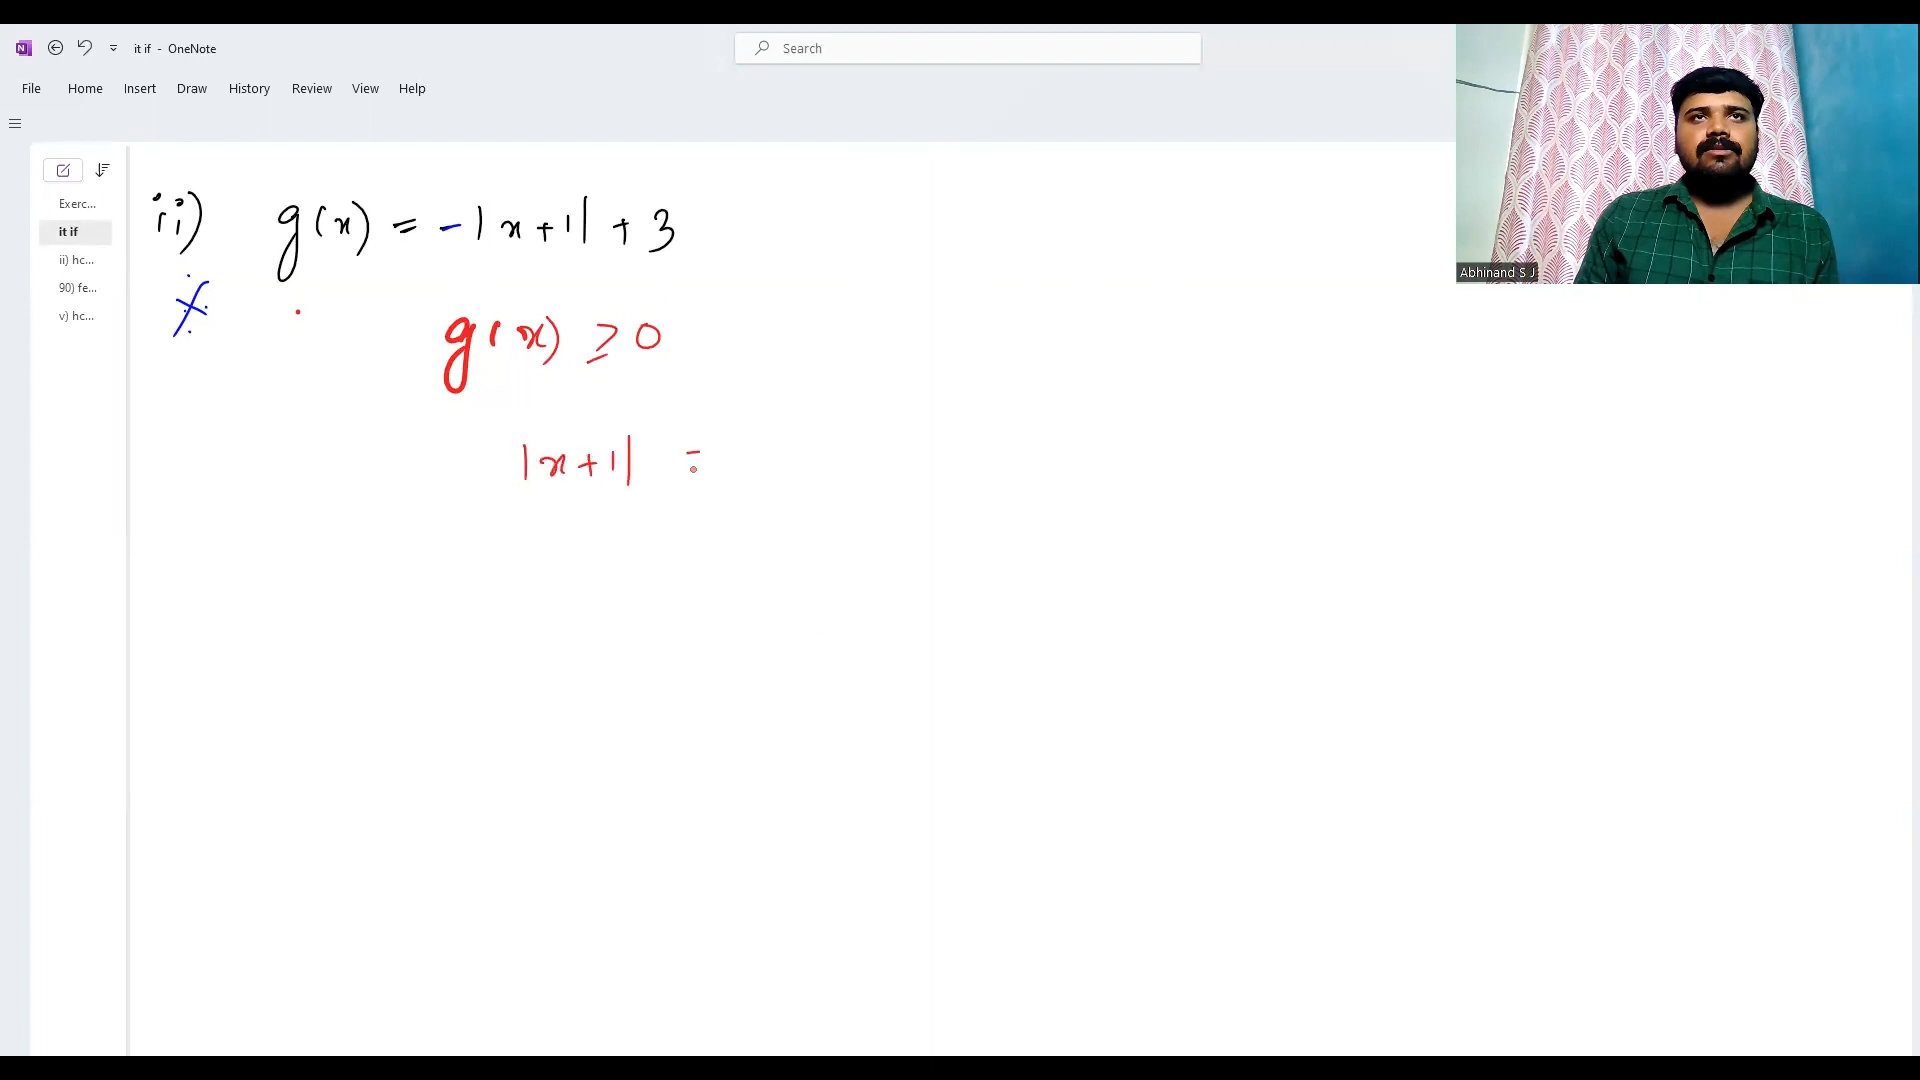 it if - OneNote
Search
File Home Insert Draw History Review View Help
Exerc...
it if
ii) hc...
90) fe...
v) hc...
ii) g(x) = -|x+1| + 3
g(x) ≥ 0
|x+1| =
Abhinand S J